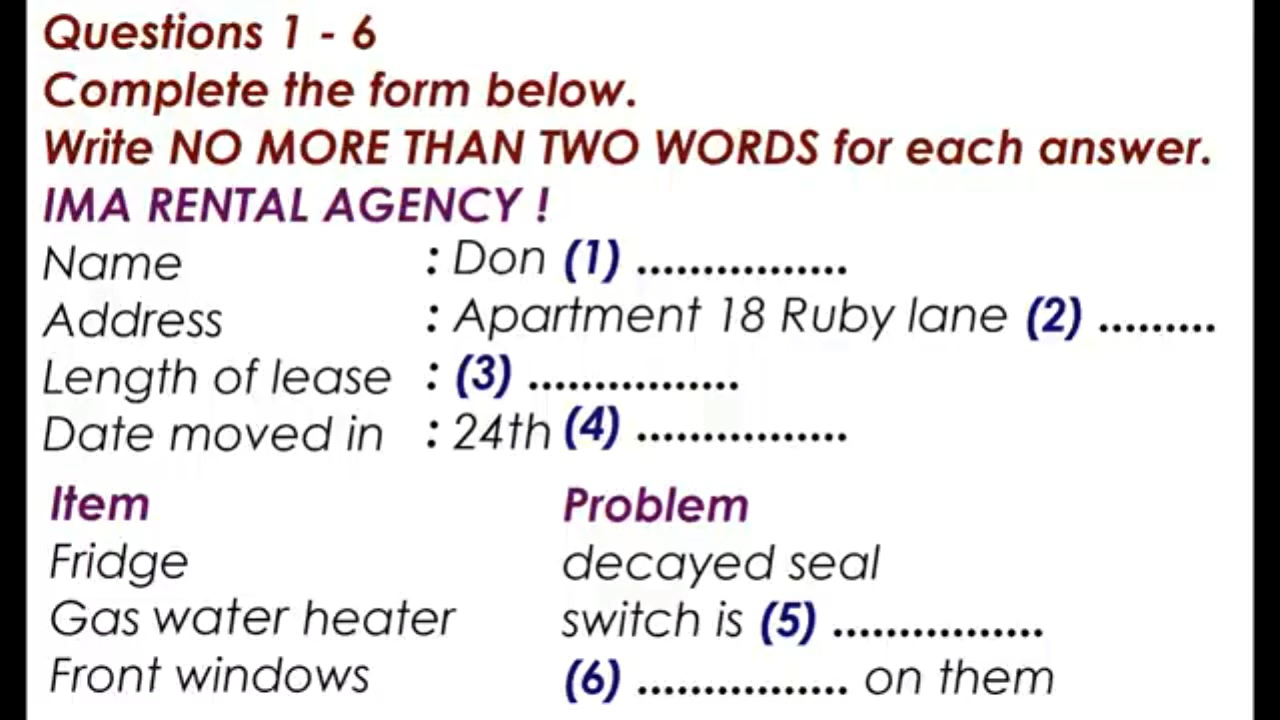 Questions 1 - 6
Complete the form below.
Write NO MORE THAN TWO WORDS for each answer.
IMA RENTAL AGENCY !
Name : Don (1) ................
Address : Apartment 18 Ruby lane (2) .........
Length of lease : (3) ................
Date moved in : 24th (4) ................
Item Problem
Fridge decayed seal
Gas water heater switch is (5) ................
Front windows (6) ................ on them